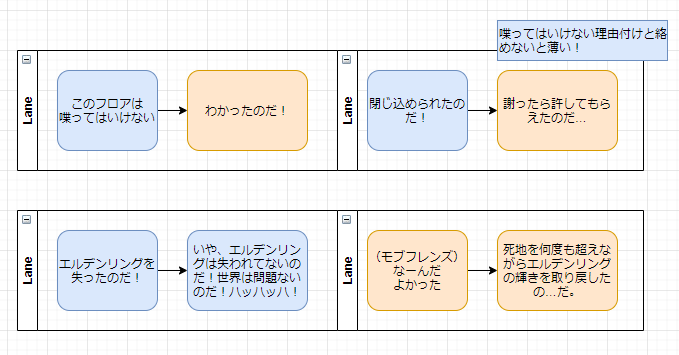 喋ってはいけない理由付けと絡
めないと薄い！
Lane
このフロアは
喋ってはいけない
わかったのだ！
Lane
閉じ込められたの
だ！
謝ったら許してもら
えたのだ…
Lane
エルデンリングを
失ったのだ！
いや、エルデンリン
グは失われてないの
だ！世界は問題ない
のだ！ハッハッハ！
Lane
（モブフレンズ）
なーんだ
よかった
死地を何度も超えな
がらエルデンリング
の輝きを取り戻した
の…だ。